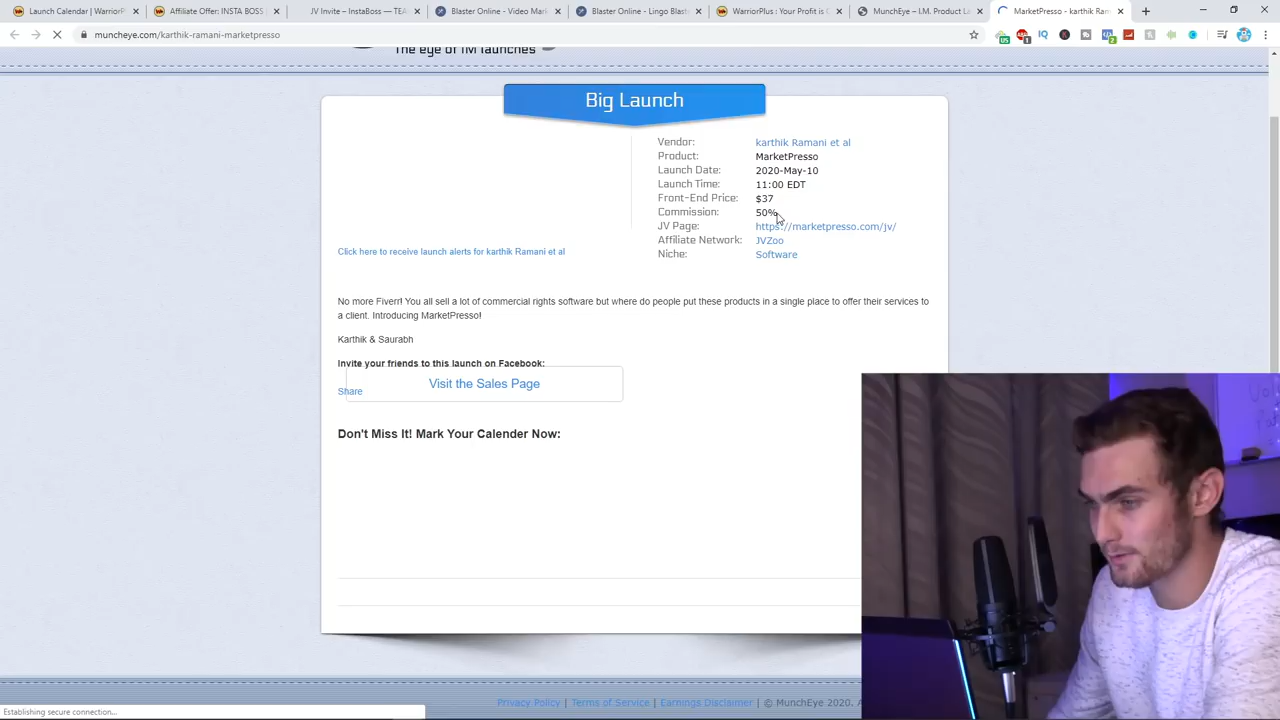 Launch Calendar | WarriorP
Affiliate Offer: INSTA BOSS
JV Invite – InstaBoss — TEA
Blaster Online - Video Mark
Blaster Online - Lingo Blast
WarriorPlus : Your Profit is O
MunchEye - I.M. Product La
MarketPresso - karthik Ram
muncheye.com/karthik-ramani-marketpresso
The eye of IM launches
Big Launch
Vendor: karthik Ramani et al
Product: MarketPresso
Launch Date: 2020-May-10
Launch Time: 11:00 EDT
Front-End Price: $37
Commission: 50%
JV Page: https://marketpresso.com/jv/
Affiliate Network: JVZoo
Niche: Software
Click here to receive launch alerts for karthik Ramani et al
No more Fiverr! You all sell a lot of commercial rights software but where do people put these products in a single place to offer their services to
a client. Introducing MarketPresso!
Karthik & Saurabh
Invite your friends to this launch on Facebook:
Visit the Sales Page
Share
Don't Miss It! Mark Your Calender Now:
Privacy Policy | Terms of Service | Earnings Disclaimer | © MunchEye 2020.
Establishing secure connection...